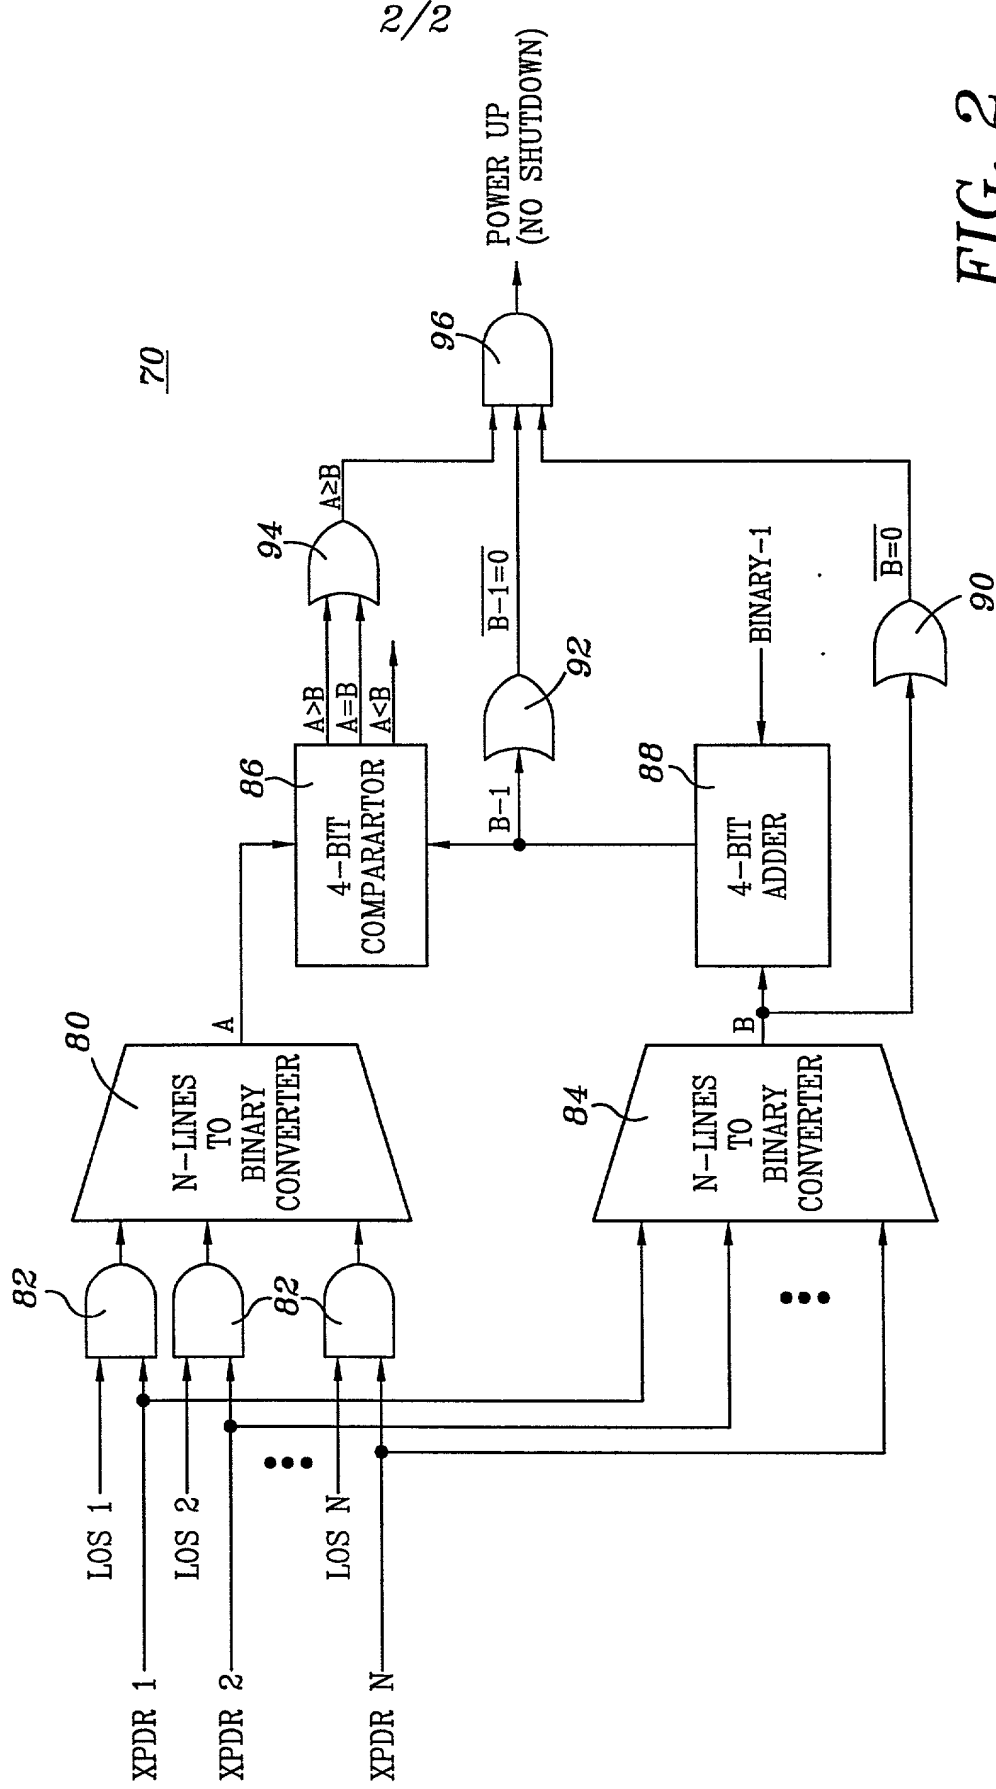 2/2
70
LOS 1
XPDR 1
LOS 2
XPDR 2
LOS N
XPDR N
82
82
80
N-LINES
TO
BINARY
CONVERTER
A
84
N-LINES
TO
BINARY
CONVERTER
B
86
4-BIT
COMPARARTOR
A>B
A=B
A<B
94
A≥B
B-1
92
B-1=0
88
4-BIT
ADDER
BINARY-1
90
B=0
96
POWER UP
(NO SHUTDOWN)
FIG. 2